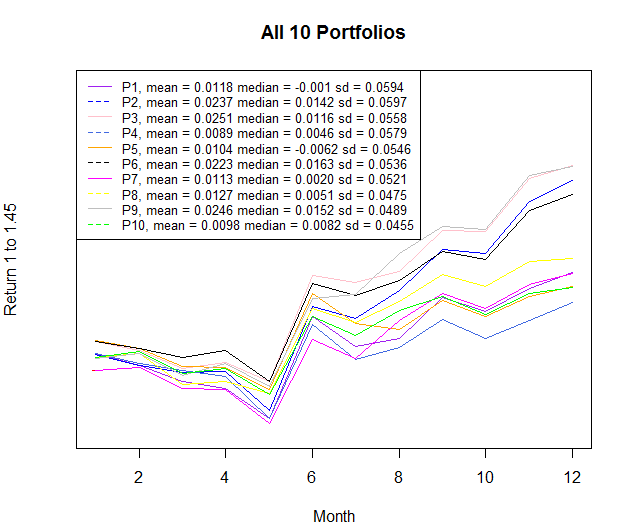 All 10 Portfolios
P1, mean = 0.0118 median = -0.001 sd = 0.0594
P2, mean = 0.0237 median = 0.0142 sd = 0.0597
P3, mean = 0.0251 median = 0.0116 sd = 0.0558
P4, mean = 0.0089 median = 0.0046 sd = 0.0579
P5, mean = 0.0104 median = -0.0062 sd = 0.0546
P6, mean = 0.0223 median = 0.0163 sd = 0.0536
P7, mean = 0.0113 median = 0.0020 sd = 0.0521
P8, mean = 0.0127 median = 0.0051 sd = 0.0475
P9, mean = 0.0246 median = 0.0152 sd = 0.0489
P10, mean = 0.0098 median = 0.0082 sd = 0.0455
Return 1 to 1.45
2 4 6 8 10 12
Month